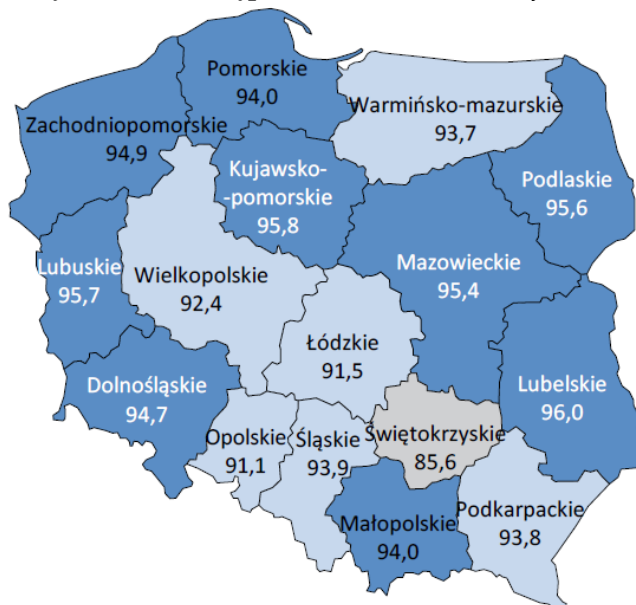 Pomorskie
94,0
Warmińsko-mazurskie
93,7
Zachodniopomorskie
94,9
Kujawsko-
-pomorskie
95,8
Podlaskie
95,6
Lubuskie
95,7
Wielkopolskie
92,4
Mazowieckie
95,4
Łódzkie
91,5
Dolnośląskie
94,7
Lubelskie
96,0
Opolskie
91,1
Śląskie
93,9
Świętokrzyskie
85,6
Małopolskie
94,0
Podkarpackie
93,8